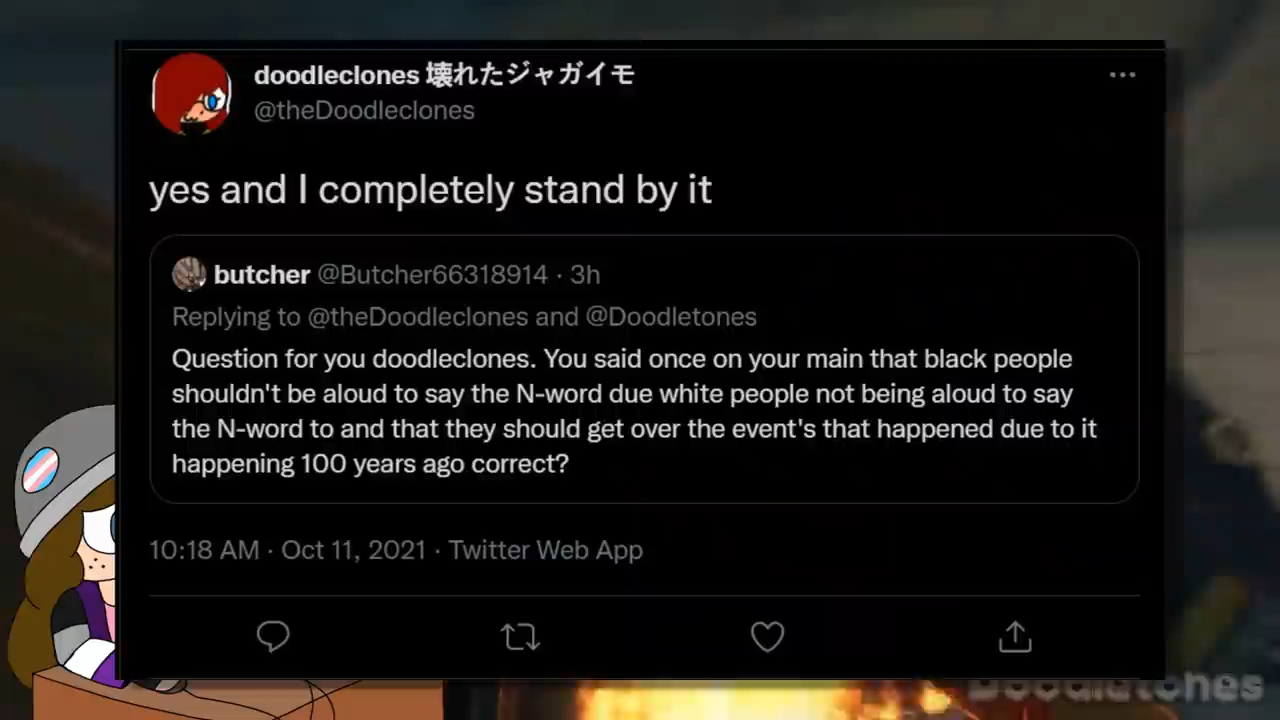 doodleclones 壊れたジャガイモ
@theDoodleclones
yes and I completely stand by it
butcher @Butcher66318914 · 3h
Replying to @theDoodleclones and @Doodletones
Question for you doodleclones. You said once on your main that black people
shouldn't be aloud to say the N-word due white people not being aloud to say
the N-word to and that they should get over the event's that happened due to it
happening 100 years ago correct?
10:18 AM · Oct 11, 2021 · Twitter Web App
Doodletones